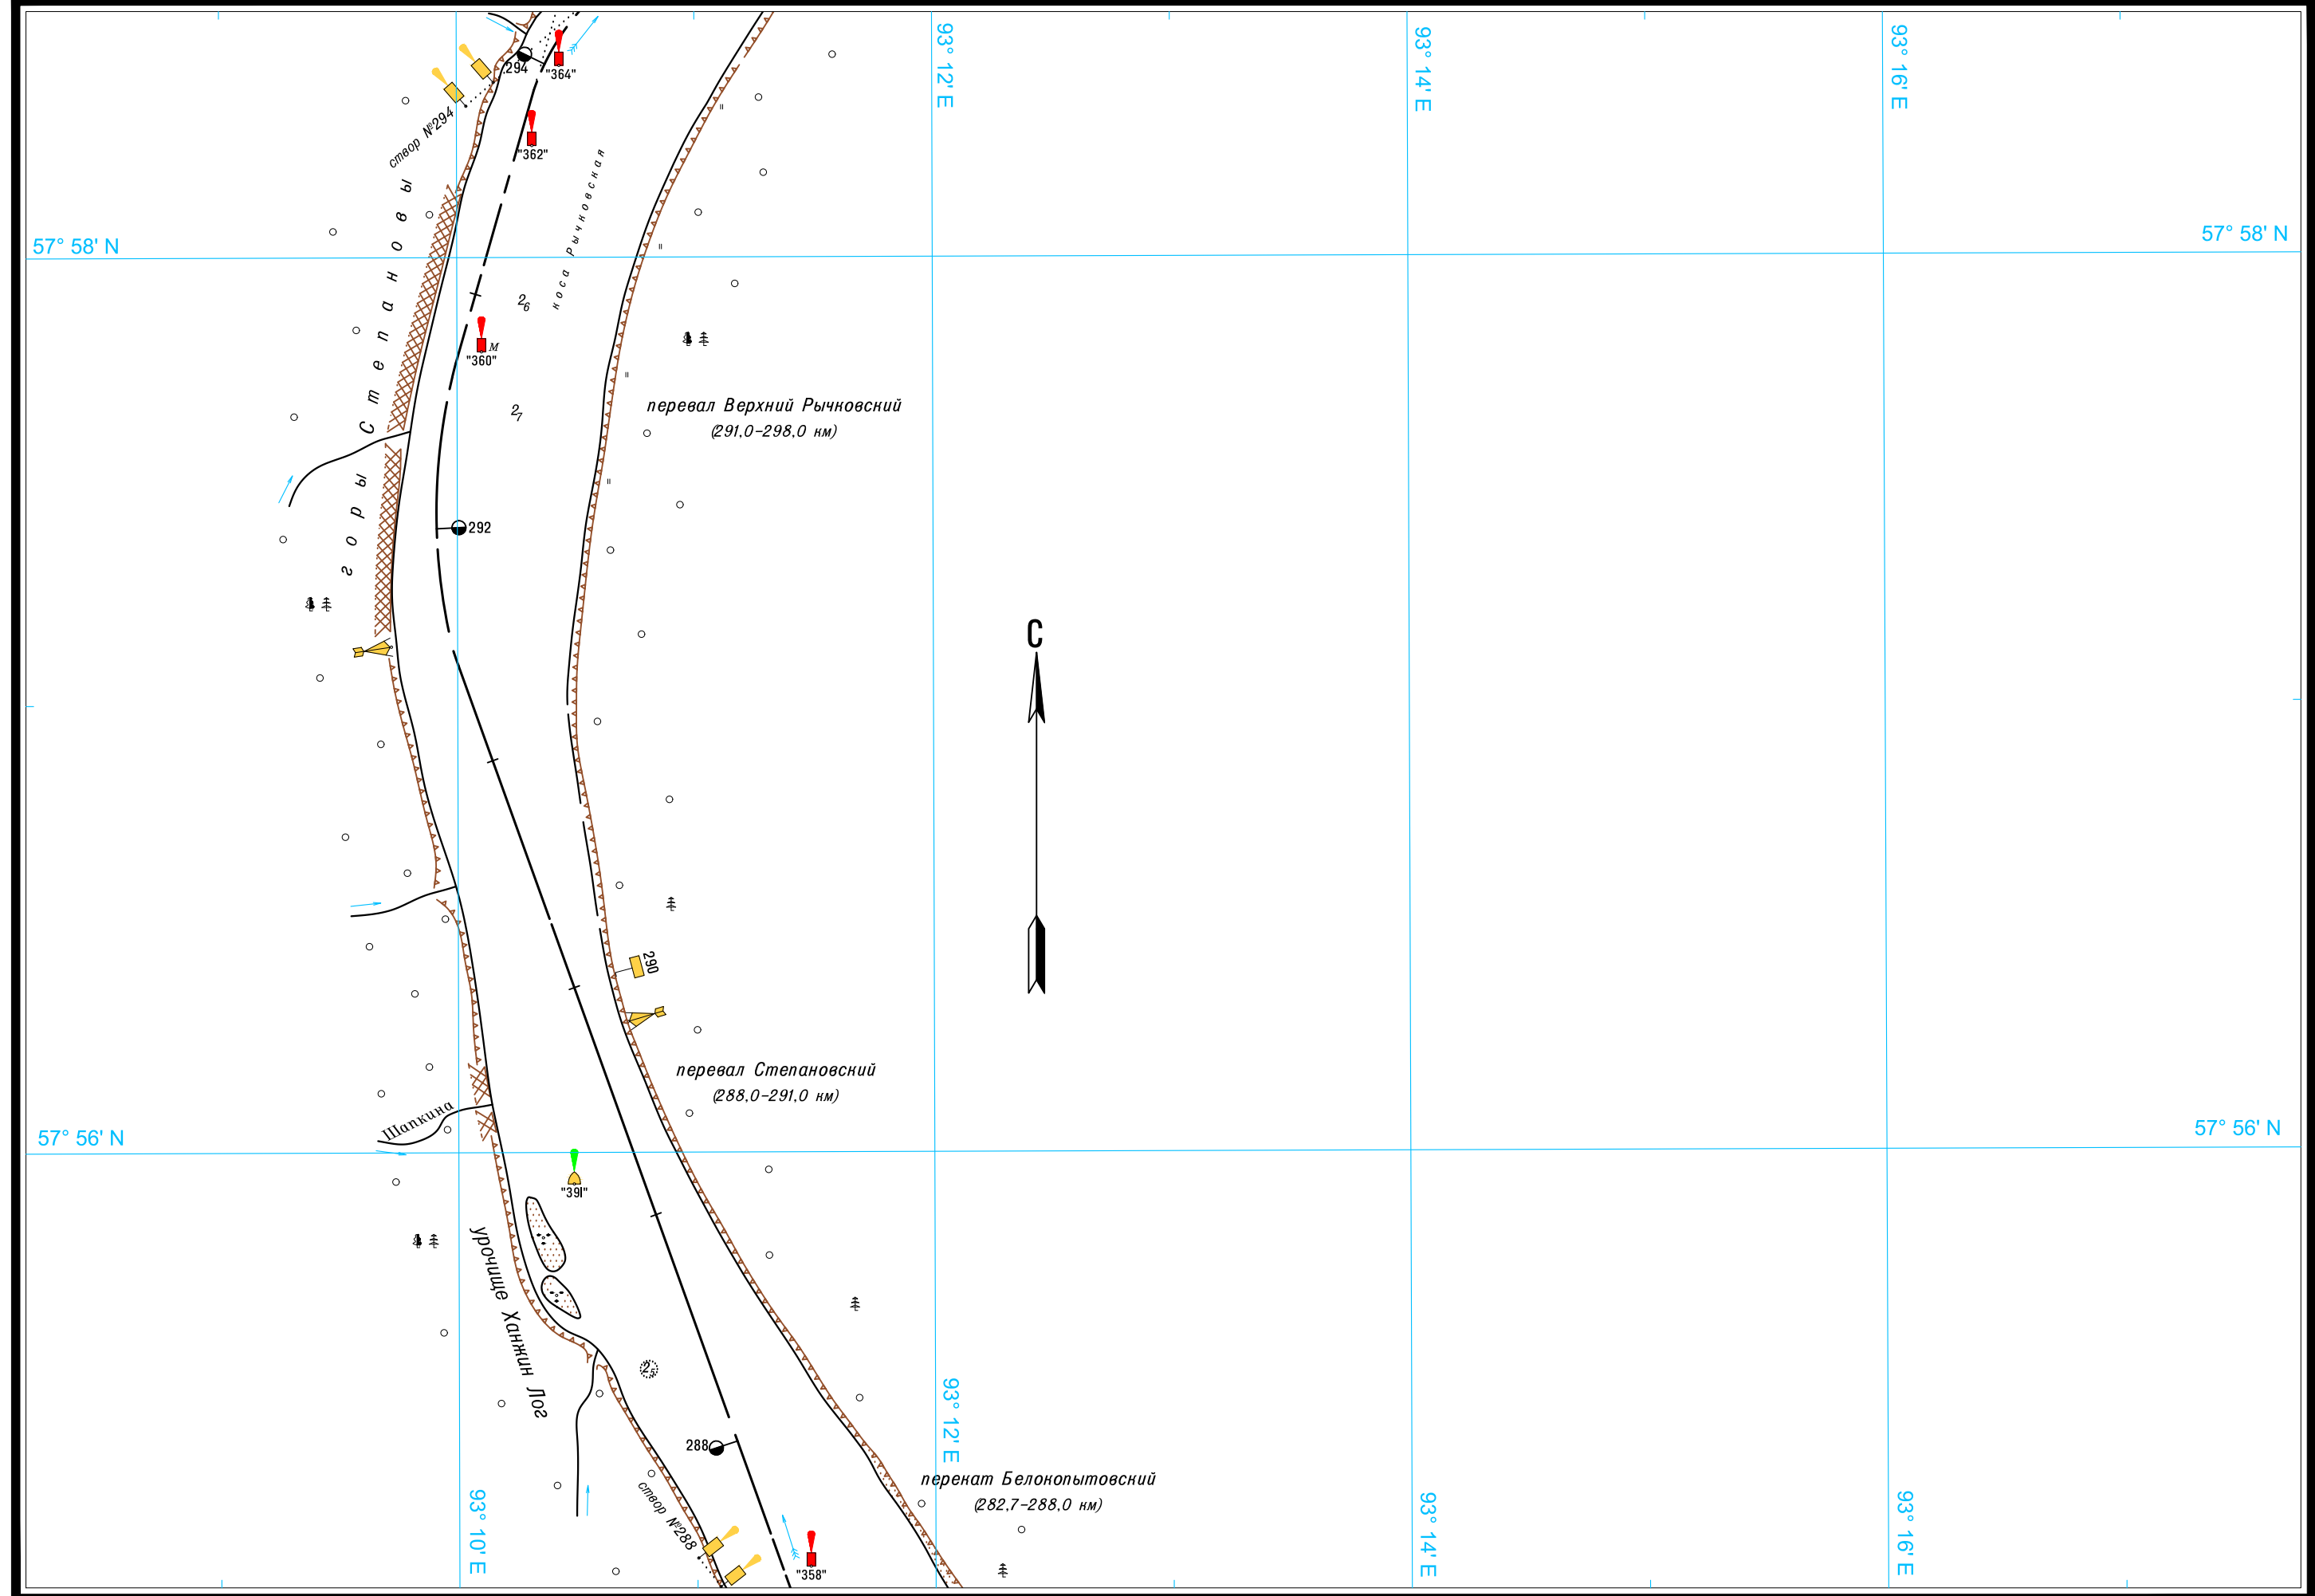 93° 12' E
93° 14' E
93° 16' E
294
"364"
створ №294
"362"
коса Рычковская
57° 58' N
57° 58' N
26
"360"
М
27
перевал Верхний Рычковский
(291,0-298,0 км)
горы Степановы
292
С
290
перевал Степановский
(288,0-291,0 км)
Шапкина
57° 56' N
57° 56' N
"391"
урочище Ханжин Лог
25
288
створ №288
перекат Белокопытовский
(282,7-288,0 км)
"358"
93° 10' E
93° 12' E
93° 14' E
93° 16' E